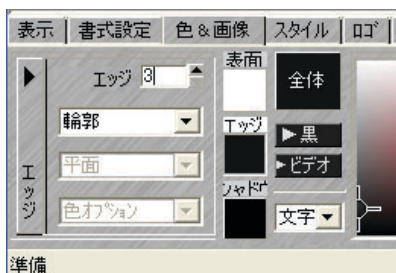 表示 書式設定 色&画像 スタイル ロゴ
エッジ 3 表面 全体
輪郭 エッジ ▶黒
平面 ▶ビデオ
エッジ 色オプション シャドウ 文字
準備